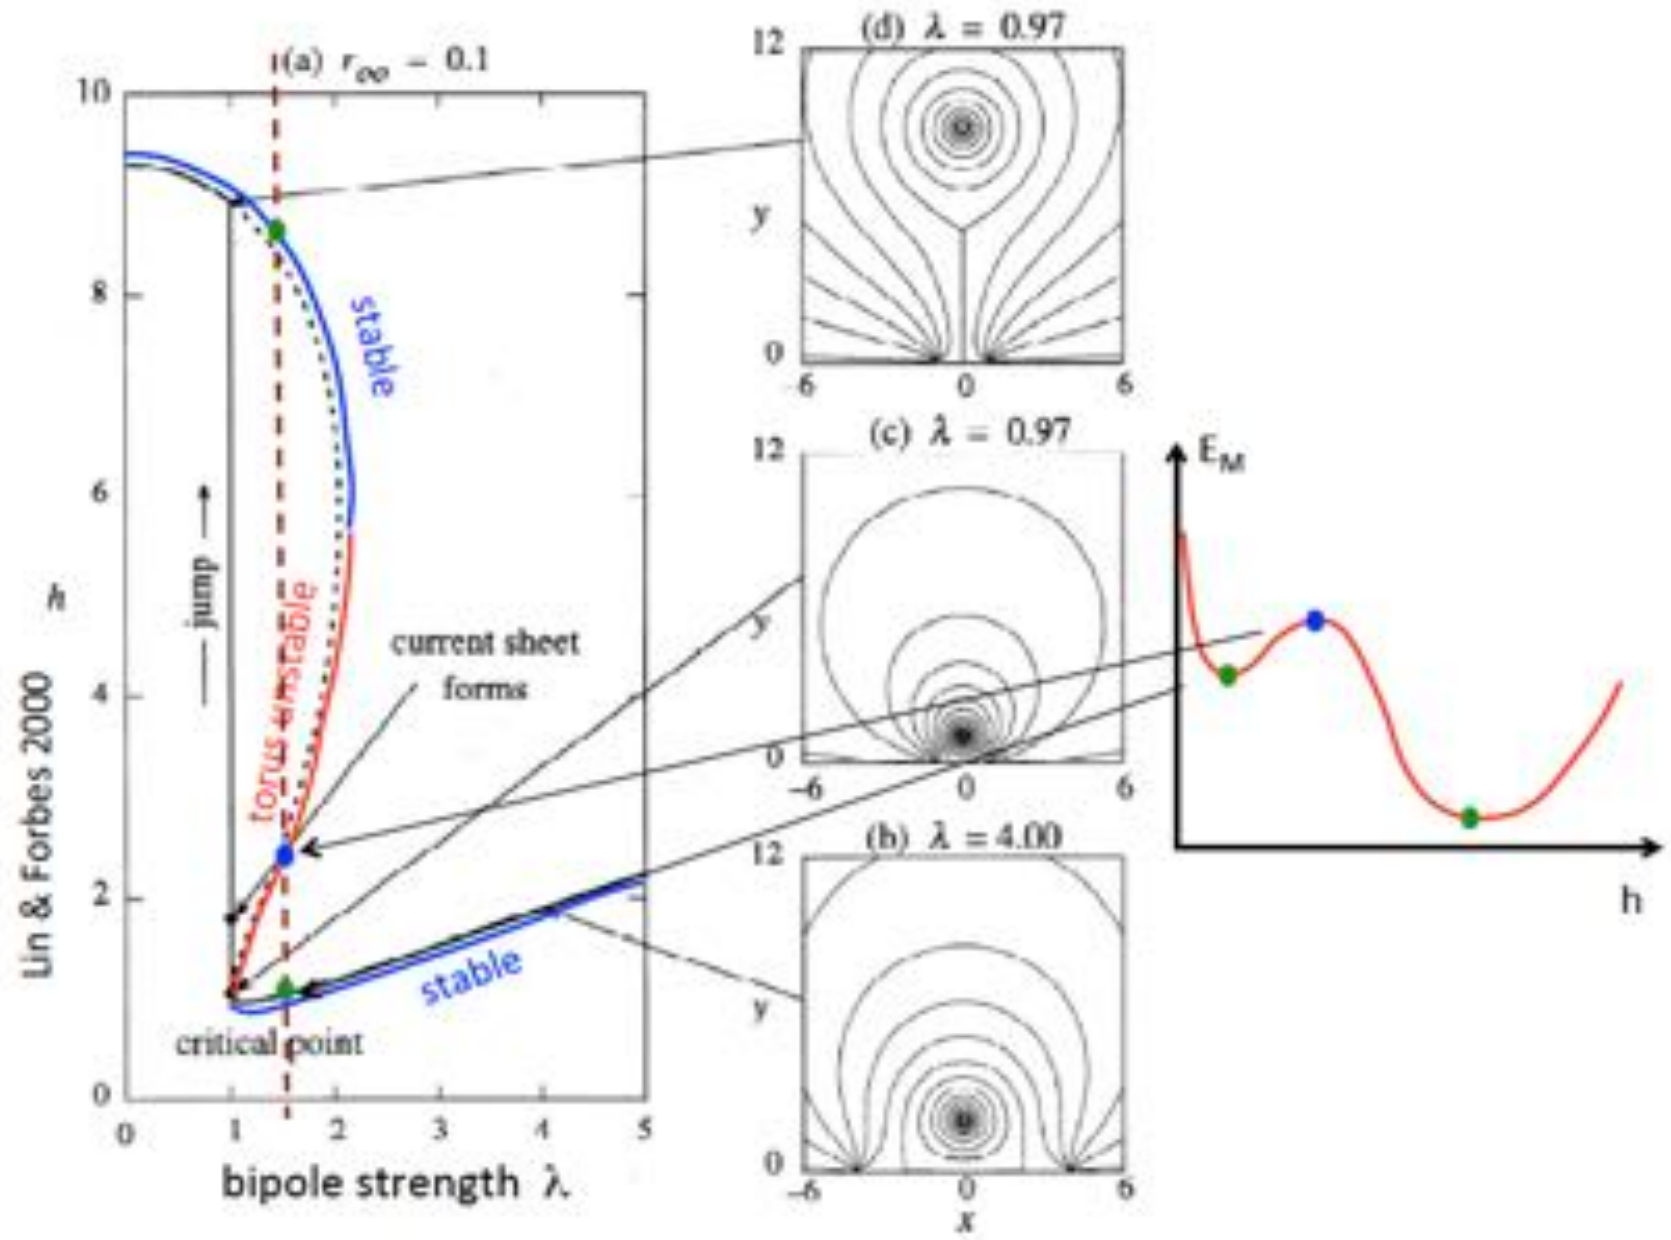 (a) r∞ = 0.1
10
8
6
4
2
0
0 1 2 3 4 5
h
Lin & Forbes 2000
jump
stable
torus unstable
current sheet
forms
stable
critical point
bipole strength λ
(d) λ = 0.97
12
y
0
-6 0 6
(c) λ = 0.97
12
y
0
-6 0 6
(b) λ = 4.00
12
y
0
-6 0 6
x
E_M
h